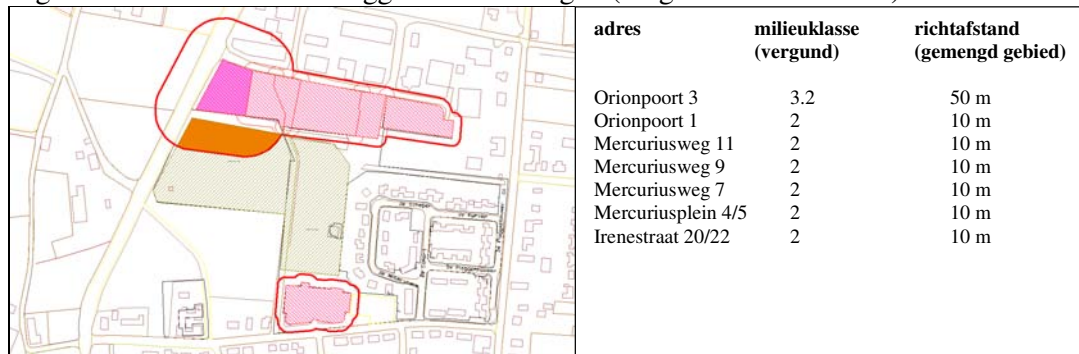 adres milieuklasse richtafstand
(vergund) (gemengd gebied)
Orionpoort 3 3.2 50 m
Orionpoort 1 2 10 m
Mercuriusweg 11 2 10 m
Mercuriusweg 9 2 10 m
Mercuriusweg 7 2 10 m
Mercuriusplein 4/5 2 10 m
Irenestraat 20/22 2 10 m